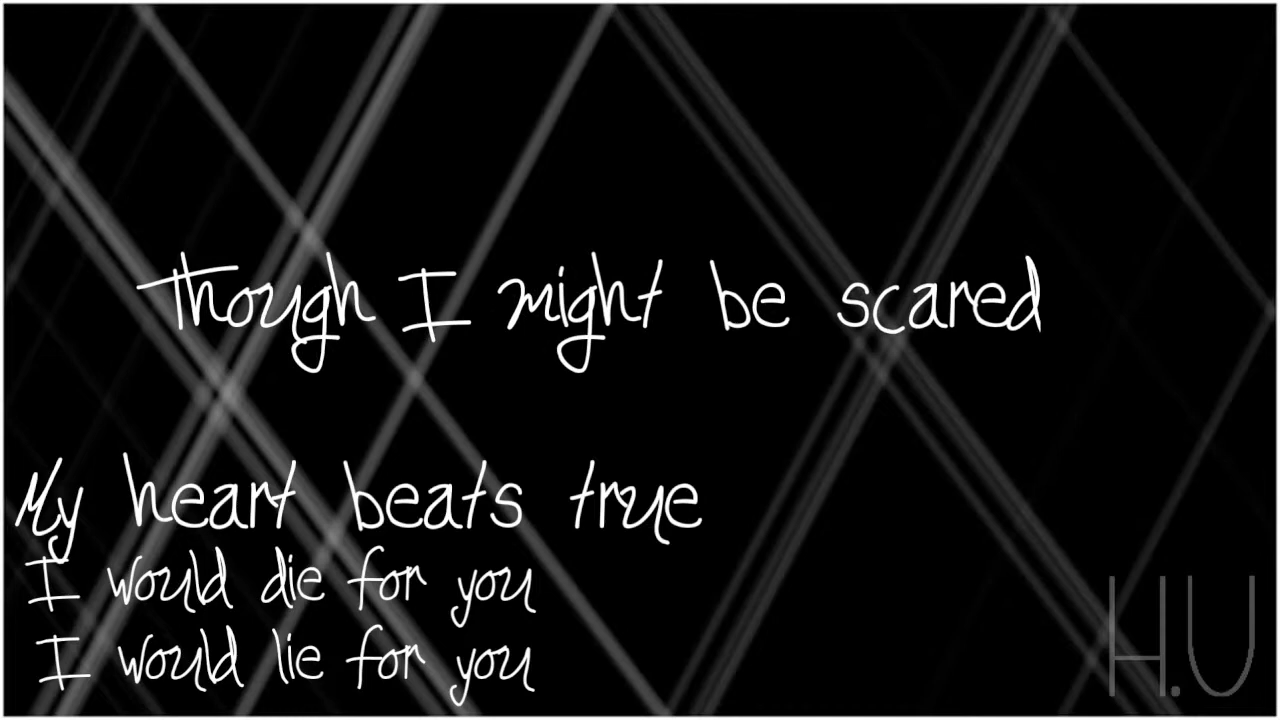 Though I might be scared
My heart beats true
I would die for you
I would lie for you
H.U